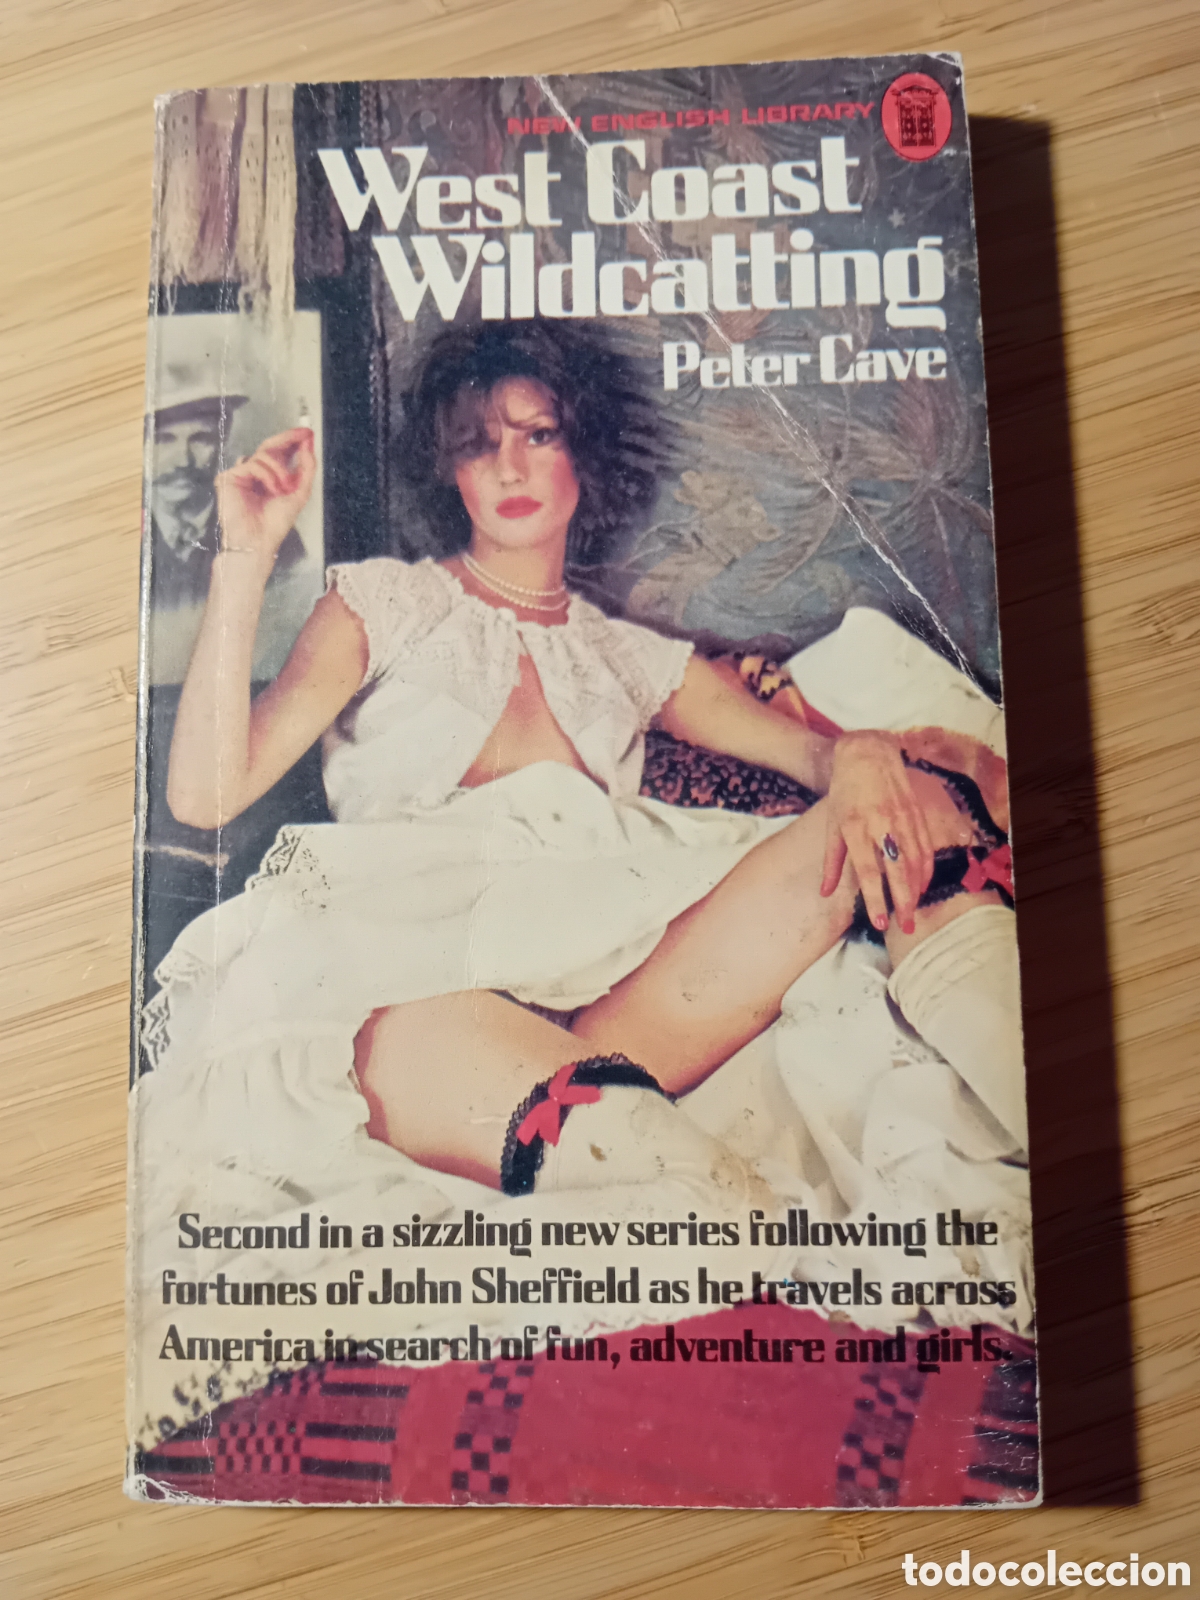 NEW ENGLISH LIBRARY
West Coast
Wildcatting
Peter Cave
Second in a sizzling new series following the
fortunes of John Sheffield as he travels across
America in search of fun, adventure and girls.
todocoleccion